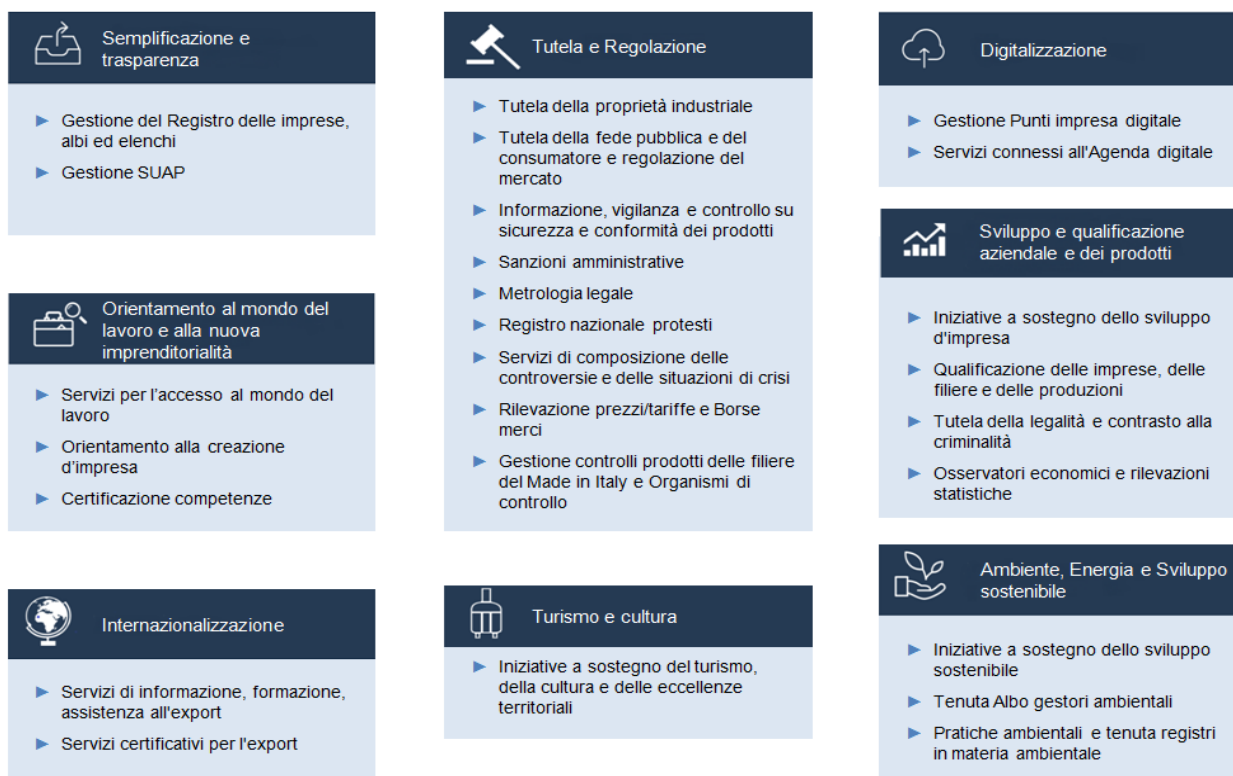 Semplificazione e
trasparenza
Gestione del Registro delle imprese,
albi ed elenchi
Gestione SUAP
Orientamento al mondo del
lavoro e alla nuova
imprenditorialità
Servizi per l’accesso al mondo del
lavoro
Orientamento alla creazione
d’impresa
Certificazione competenze
Internazionalizzazione
Servizi di informazione, formazione,
assistenza all'export
Servizi certificativi per l'export
Tutela e Regolazione
Tutela della proprietà industriale
Tutela della fede pubblica e del
consumatore e regolazione del
mercato
Informazione, vigilanza e controllo su
sicurezza e conformità dei prodotti
Sanzioni amministrative
Metrologia legale
Registro nazionale protesti
Servizi di composizione delle
controversie e delle situazioni di crisi
Rilevazione prezzi/tariffe e Borse
merci
Gestione controlli prodotti delle filiere
del Made in Italy e Organismi di
controllo
Turismo e cultura
Iniziative a sostegno del turismo,
della cultura e delle eccellenze
territoriali
Digitalizzazione
Gestione Punti impresa digitale
Servizi connessi all'Agenda digitale
Sviluppo e qualificazione
aziendale e dei prodotti
Iniziative a sostegno dello sviluppo
d'impresa
Qualificazione delle imprese, delle
filiere e delle produzioni
Tutela della legalità e contrasto alla
criminalità
Osservatori economici e rilevazioni
statistiche
Ambiente, Energia e Sviluppo
sostenibile
Iniziative a sostegno dello sviluppo
sostenibile
Tenuta Albo gestori ambientali
Pratiche ambientali e tenuta registri
in materia ambientale